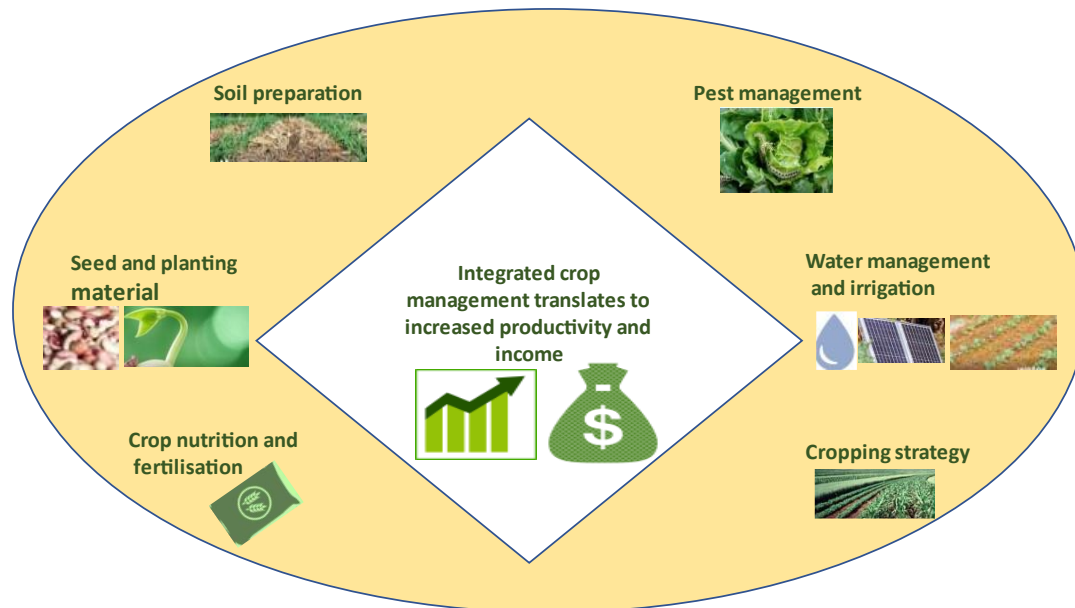 Soil preparation
Pest management
Seed and planting
material
Integrated crop
management translates to
increased productivity and
income
$
Water management
and irrigation
Crop nutrition and
fertilisation
Cropping strategy